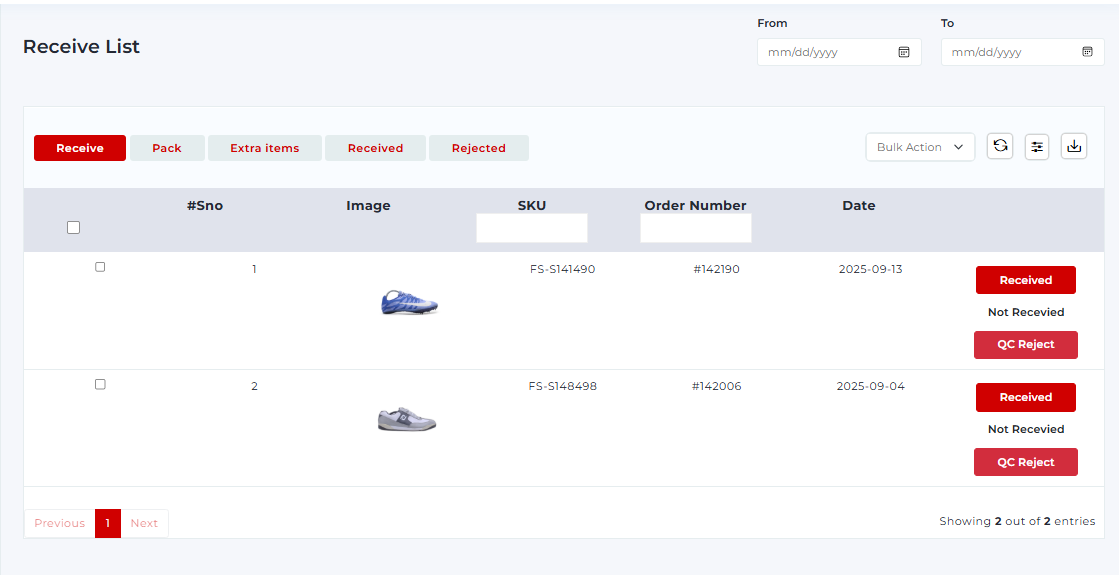 From To
Receive List
mm/dd/yyyy mm/dd/yyyy
Receive Pack Extra items Received Rejected Bulk Action
#Sno Image SKU Order Number Date
1 FS-S141490 #142190 2025-09-13
Received
Not Recevied
QC Reject
2 FS-S148498 #142006 2025-09-04
Received
Not Recevied
QC Reject
Previous 1 Next Showing 2 out of 2 entries